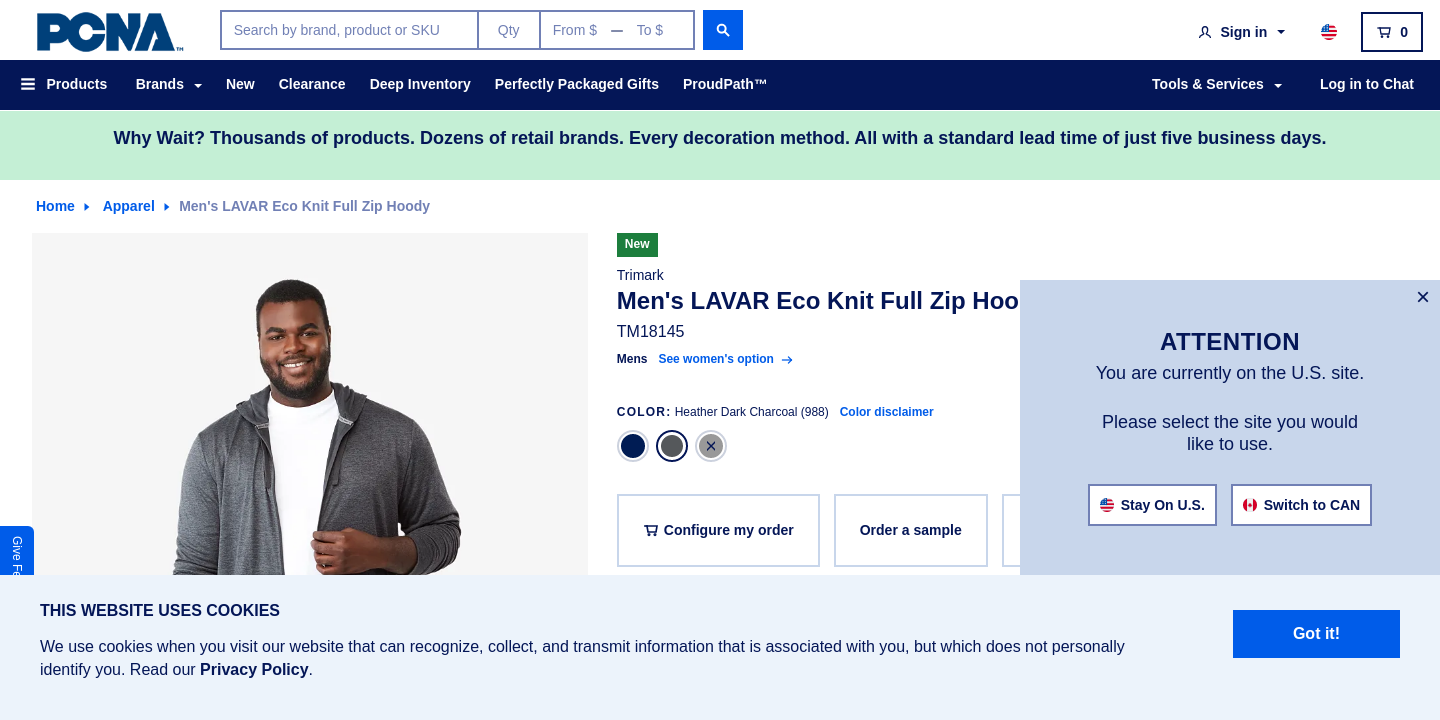 PCNA™
Search by brand, product or SKU
Qty
From $ — To $
Sign in
0
Products
Brands
New
Clearance
Deep Inventory
Perfectly Packaged Gifts
ProudPath™
Tools & Services
Log in to Chat
Why Wait? Thousands of products. Dozens of retail brands. Every decoration method. All with a standard lead time of just five business days.
Home
Apparel
Men's LAVAR Eco Knit Full Zip Hoody
New
Trimark
Men's LAVAR Eco Knit Full Zip Hoo
TM18145
Mens See women's option
COLOR: Heather Dark Charcoal (988) Color disclaimer
Configure my order
Order a sample
ATTENTION
You are currently on the U.S. site.
Please select the site you would
like to use.
Stay On U.S.
Switch to CAN
Give Fe
THIS WEBSITE USES COOKIES
We use cookies when you visit our website that can recognize, collect, and transmit information that is associated with you, but which does not personally
identify you. Read our Privacy Policy.
Got it!